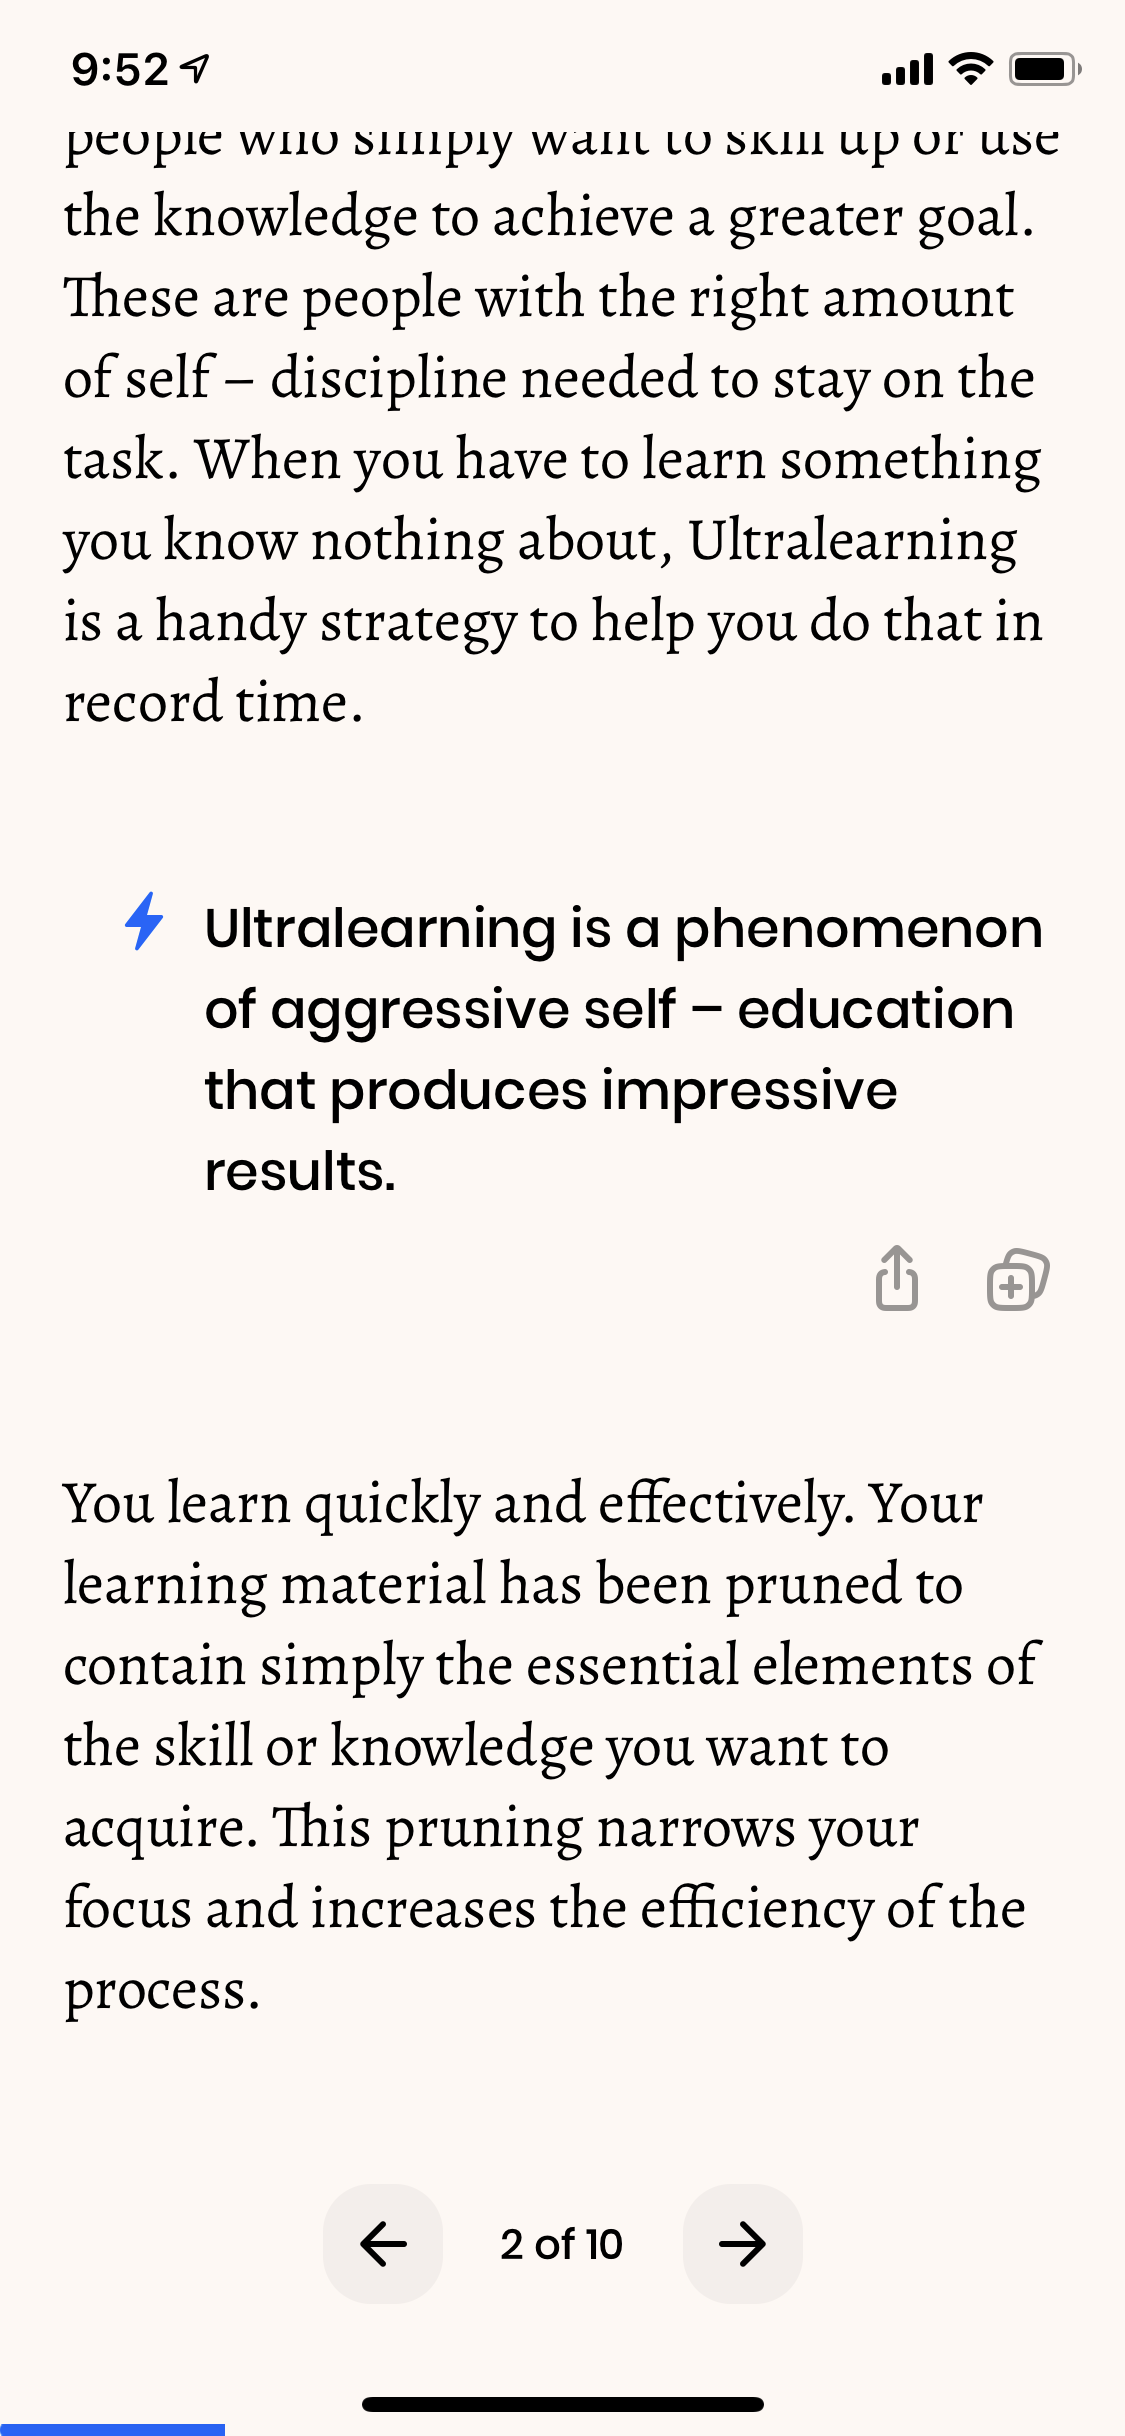 9:52
people who simply want to skill up or use
the knowledge to achieve a greater goal.
These are people with the right amount
of self – discipline needed to stay on the
task. When you have to learn something
you know nothing about, Ultralearning
is a handy strategy to help you do that in
record time.
Ultralearning is a phenomenon
of aggressive self – education
that produces impressive
results.
You learn quickly and effectively. Your
learning material has been pruned to
contain simply the essential elements of
the skill or knowledge you want to
acquire. This pruning narrows your
focus and increases the efficiency of the
process.
2 of 10